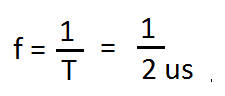 f = 1/T = 1/2 us .